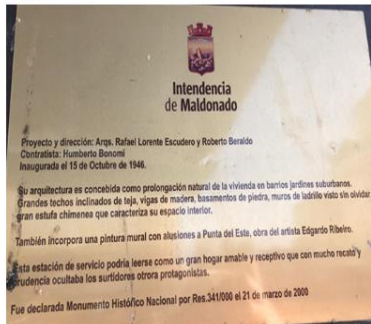 Intendencia
de Maldonado
Proyecto y dirección: Arqs. Rafael Lorente Escudero y Roberto Beraldo
Contratista: Humberto Bonomi
Inaugurada el 15 de Octubre de 1946.
Su arquitectura es concebida como prolongación natural de la vivienda en barrios jardines suburbanos.
Grandes techos inclinados de teja, vigas de madera, basamentos de piedra, muros de ladrillo visto sin olvidar
gran estufa chimenea que caracteriza su espacio interior.
También incorpora una pintura mural con alusiones a Punta del Este, obra del artista Edgardo Ribeiro.
Esta estación de servicio podría leerse como un gran hogar amable y receptivo que con mucho recato y
prudencia ocultaba los surtidores otrora protagonistas.
Fue declarada Monumento Histórico Nacional por Res.341/000 el 21 de marzo de 2000